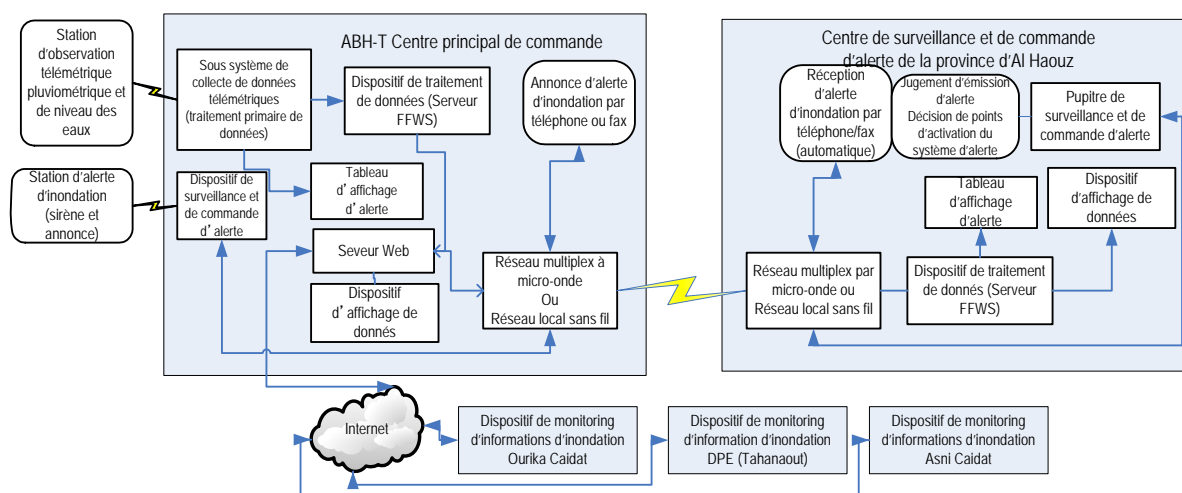 Station
d'observation
télémétrique
pluviométrique et
de niveau des
eaux
Station d'alerte
d'inondation
(sirène et
annonce)
ABH-T Centre principal de commande
Sous système de
collecte de données
télémétriques
(traitement primaire de
données)
Dispositif de traitement
de données (Serveur
FFWS)
Annonce d'alerte
d'inondation par
téléphone ou fax
Dispositif de
surveillance et
de commande
d'alerte
Tableau
d'affichage
d'alerte
Seveur Web
Dispositif
d'affichage de
donnés
Réseau multiplex à
micro-onde
Ou
Réseau local sans fil
Centre de surveillance et de commande
d'alerte de la province d'Al Haouz
Réception
d'alerte
d'inondation par
téléphone/fax
(automatique)
Jugement d'émission
d'alerte
Décision de points
d'activation du
système d'alerte
Pupitre de
surveillance et de
commande d'alerte
Tableau
d'affichage
d'alerte
Dispositif
d'affichage de
données
Réseau multiplex par
micro-onde ou
Réseau local sans fil
Dispositif de traitement
de donnés (Serveur
FFWS)
Internet
Dispositif de monitoring
d'informations d'inondation
Ourika Caidat
Dispositif de monitoring
d'information d'inondation
DPE (Tahanaout)
Dispositif de monitoring
d'informations d'inondation
Asni Caidat